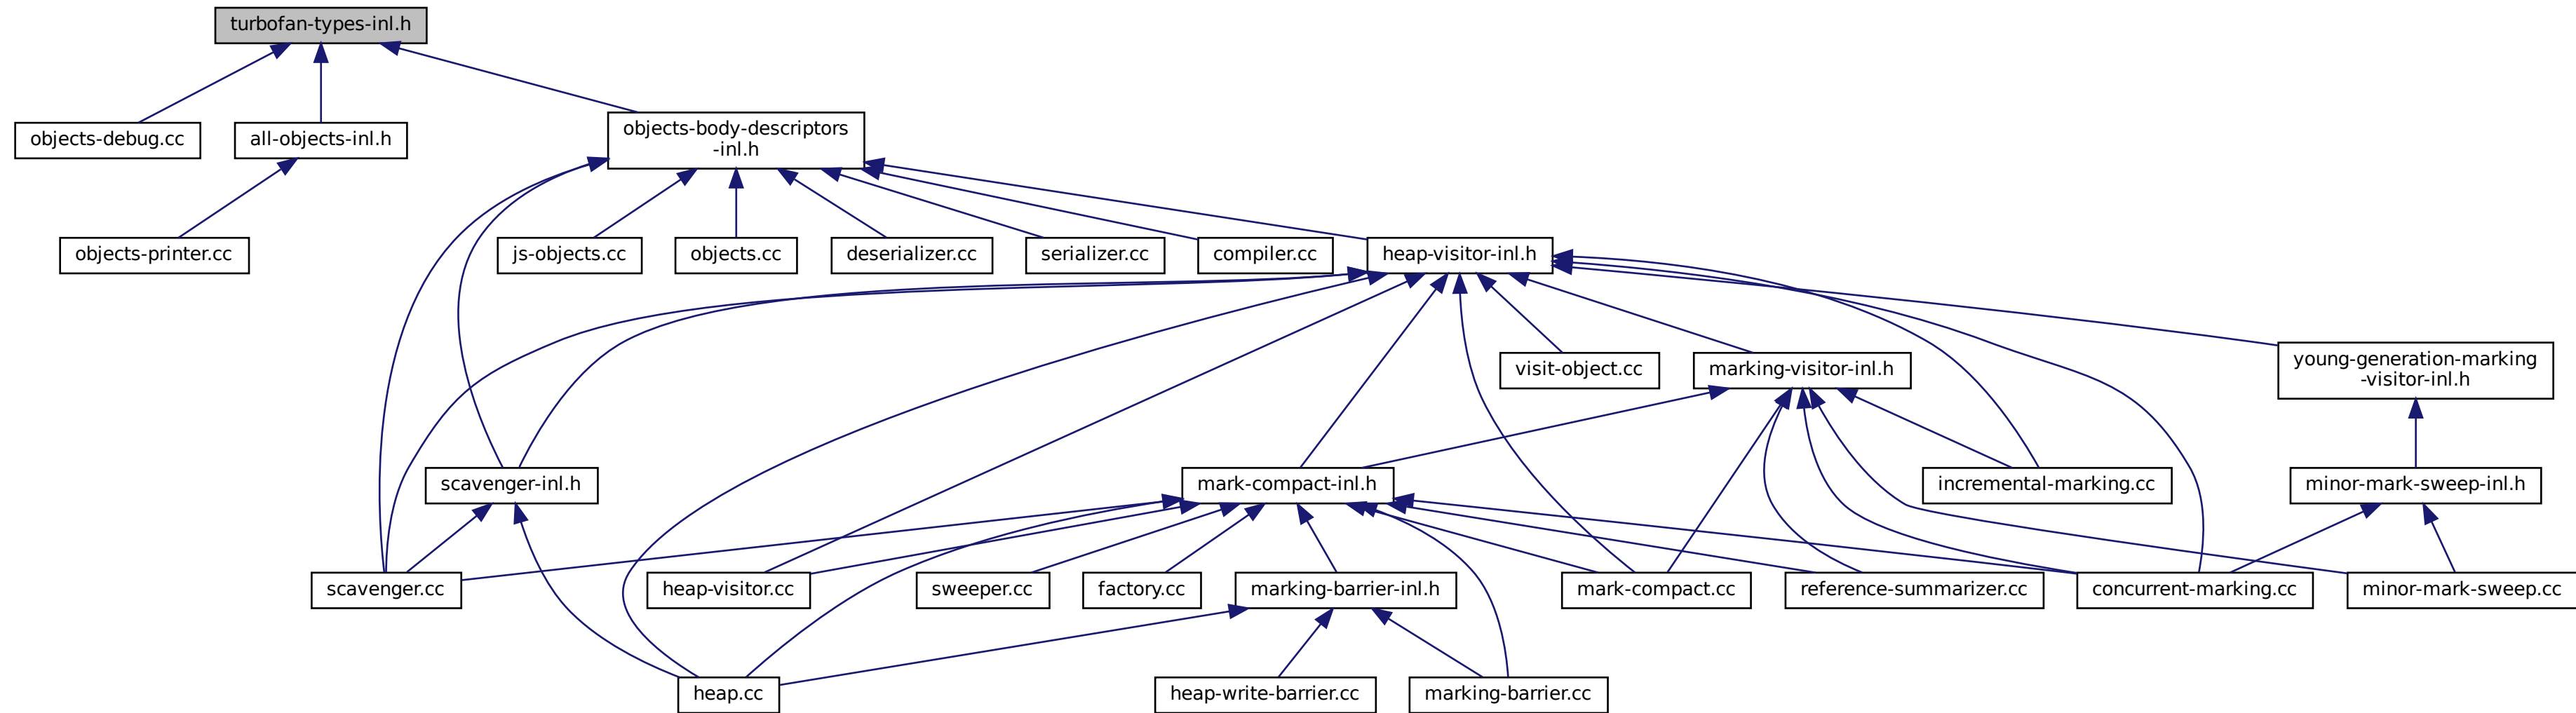 turbofan-types-inl.h
objects-debug.cc
all-objects-inl.h
objects-body-descriptors
-inl.h
objects-printer.cc
js-objects.cc
objects.cc
deserializer.cc
serializer.cc
compiler.cc
heap-visitor-inl.h
visit-object.cc
marking-visitor-inl.h
young-generation-marking
-visitor-inl.h
scavenger-inl.h
mark-compact-inl.h
incremental-marking.cc
minor-mark-sweep-inl.h
scavenger.cc
heap-visitor.cc
sweeper.cc
factory.cc
marking-barrier-inl.h
mark-compact.cc
reference-summarizer.cc
concurrent-marking.cc
minor-mark-sweep.cc
heap.cc
heap-write-barrier.cc
marking-barrier.cc